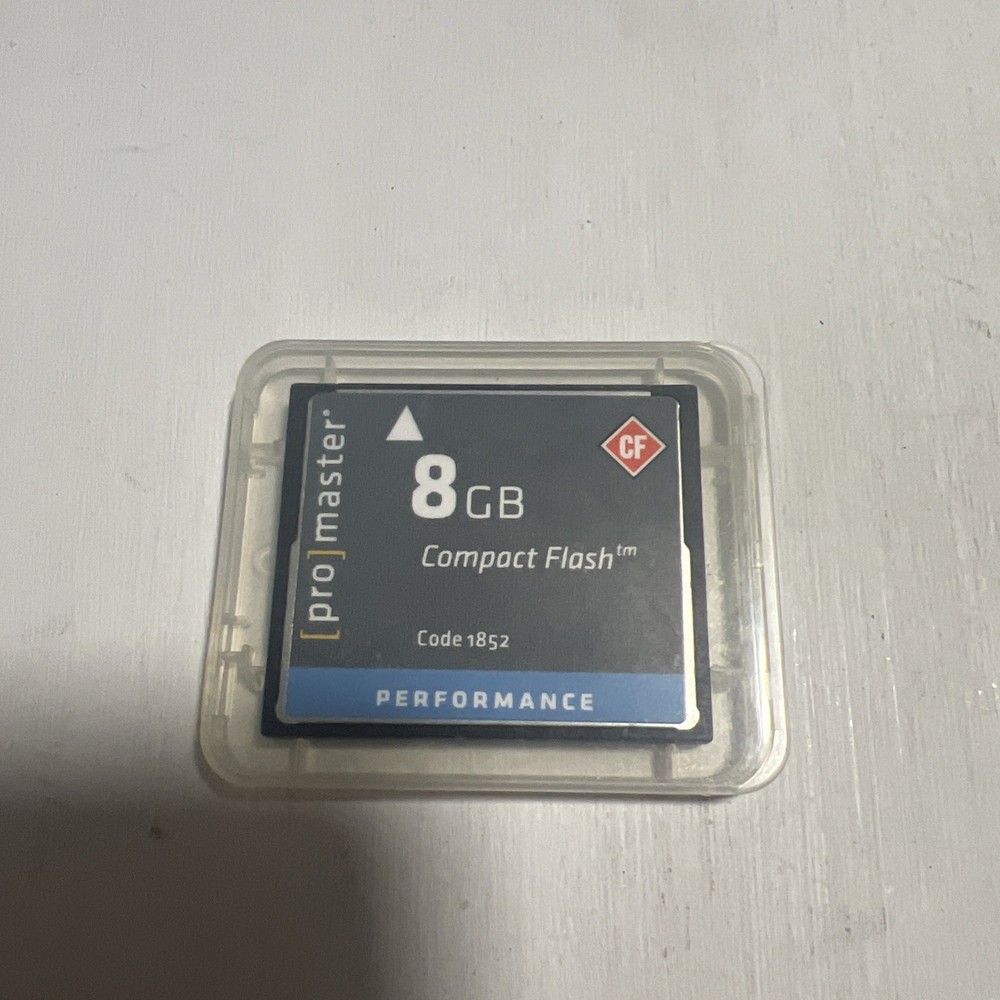 [pro]master
CF
8GB
Compact Flash™
Code 1852
PERFORMANCE